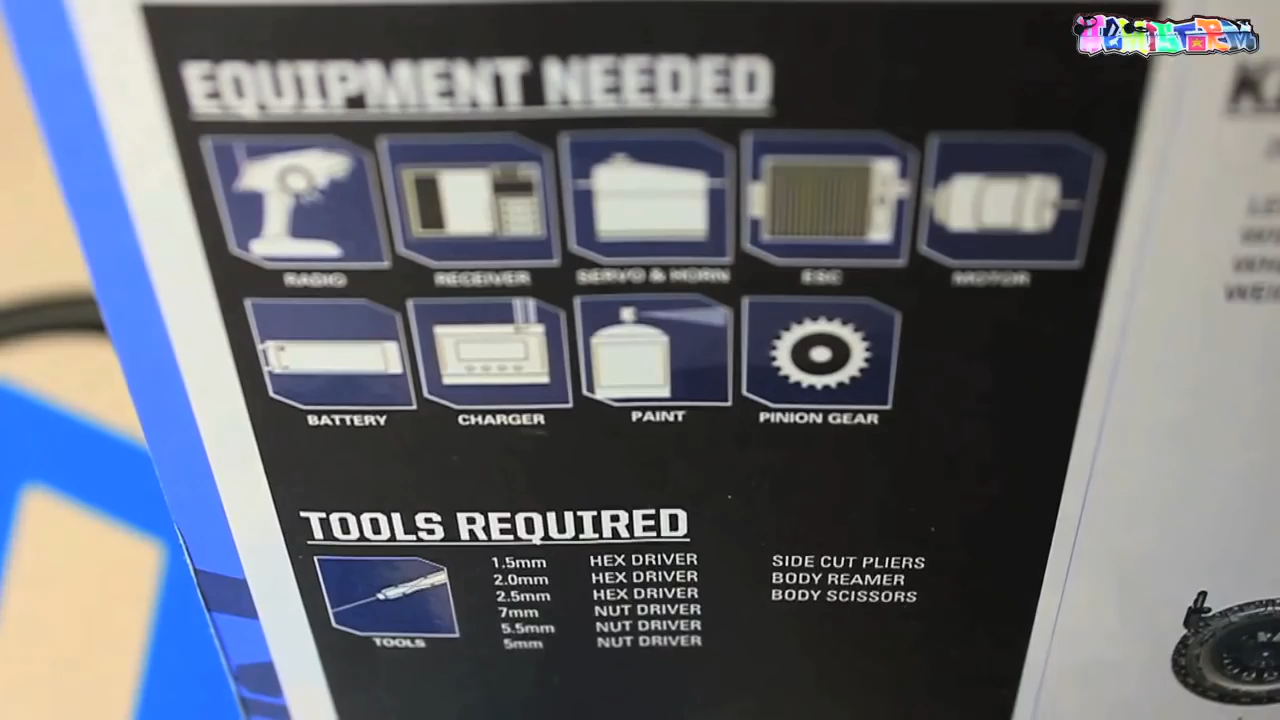 EQUIPMENT NEEDED
RADIO
RECEIVER
SERVO & HORN
ESC
MOTOR
BATTERY
CHARGER
PAINT
PINION GEAR
TOOLS REQUIRED
1.5mm HEX DRIVER SIDE CUT PLIERS
2.0mm HEX DRIVER BODY REAMER
2.5mm HEX DRIVER BODY SCISSORS
7mm NUT DRIVER
5.5mm NUT DRIVER
5mm NUT DRIVER
TOOLS